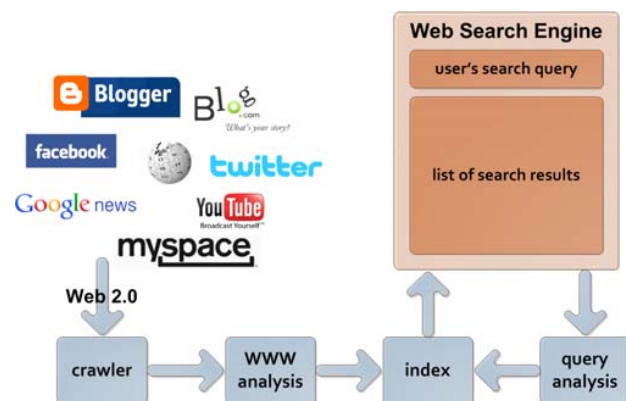 Web Search Engine
user's search query
list of search results
Blogger
Blog
.com
What's your story?
facebook.
twitter
Google news
YouTube
Broadcast Yourself™
myspace
Web 2.0
crawler
WWW
analysis
index
query
analysis